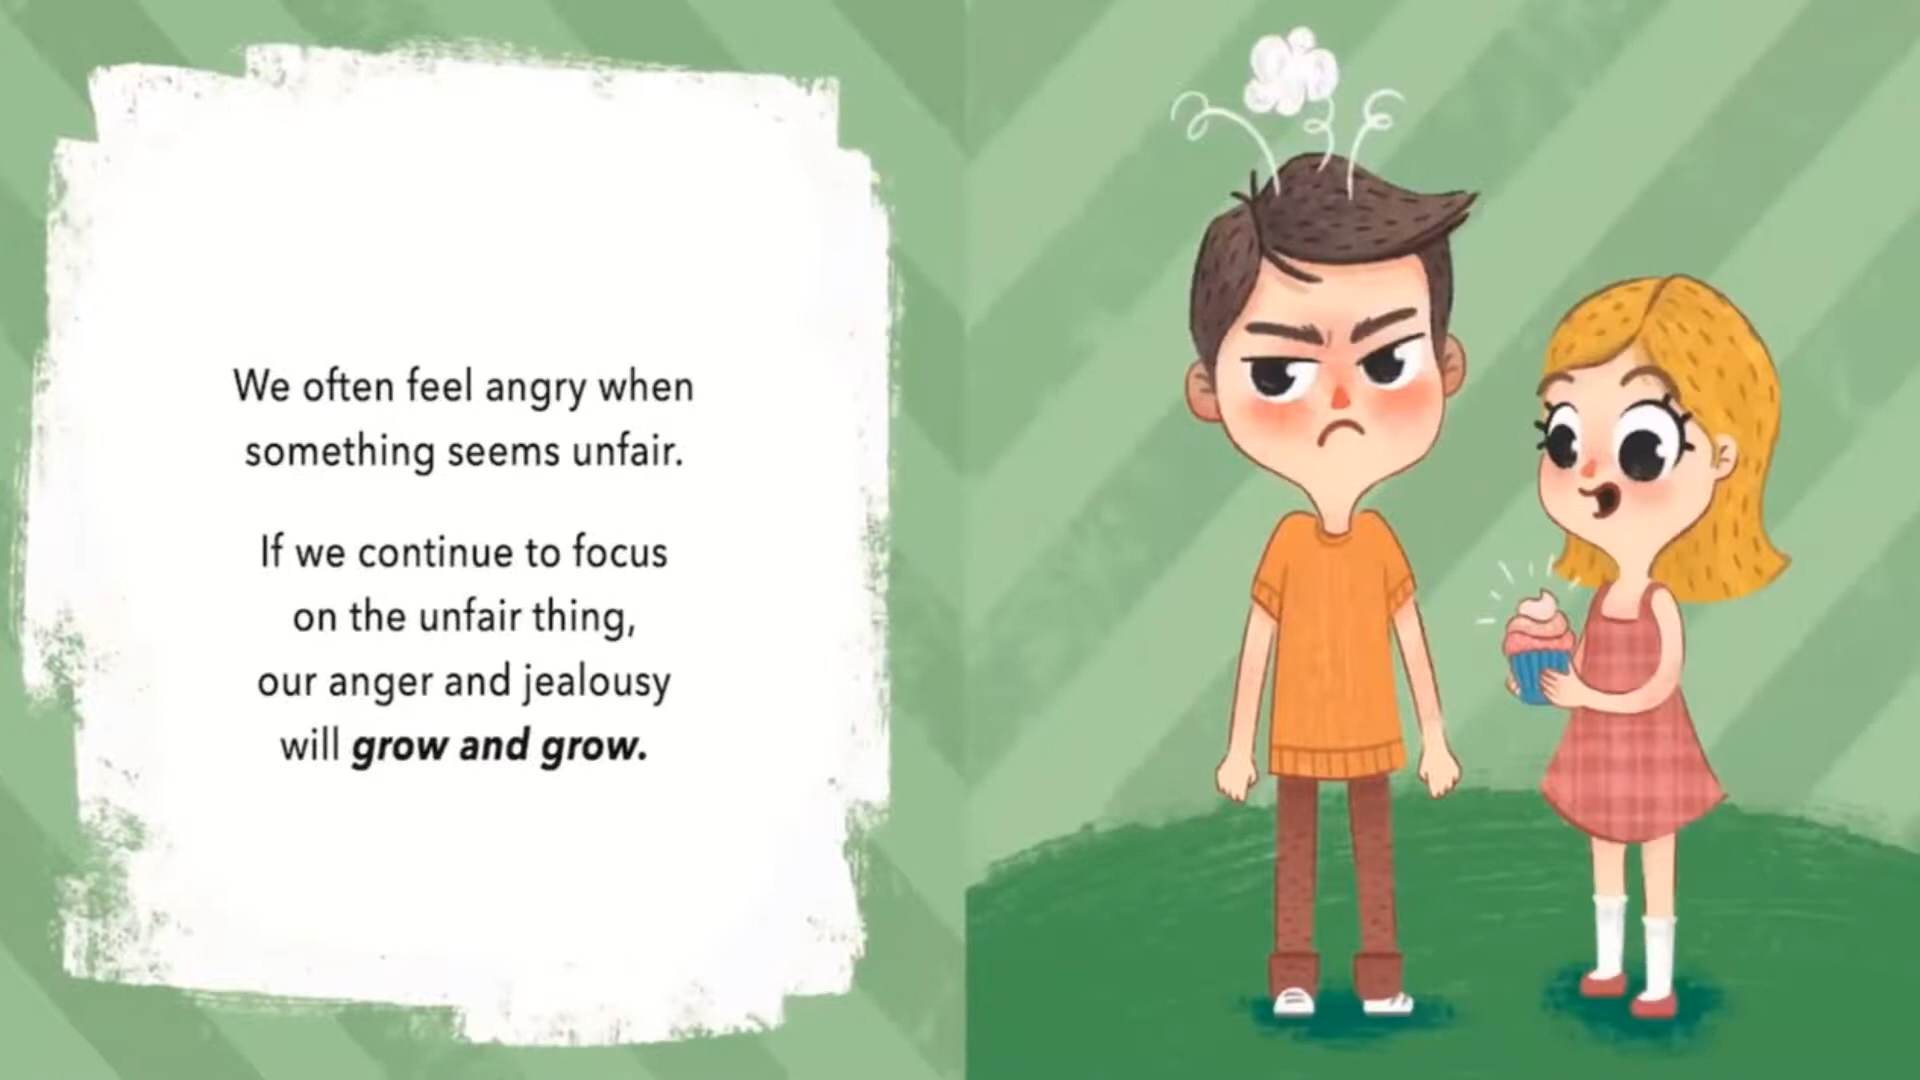 We often feel angry when
something seems unfair.
If we continue to focus
on the unfair thing,
our anger and jealousy
will grow and grow.